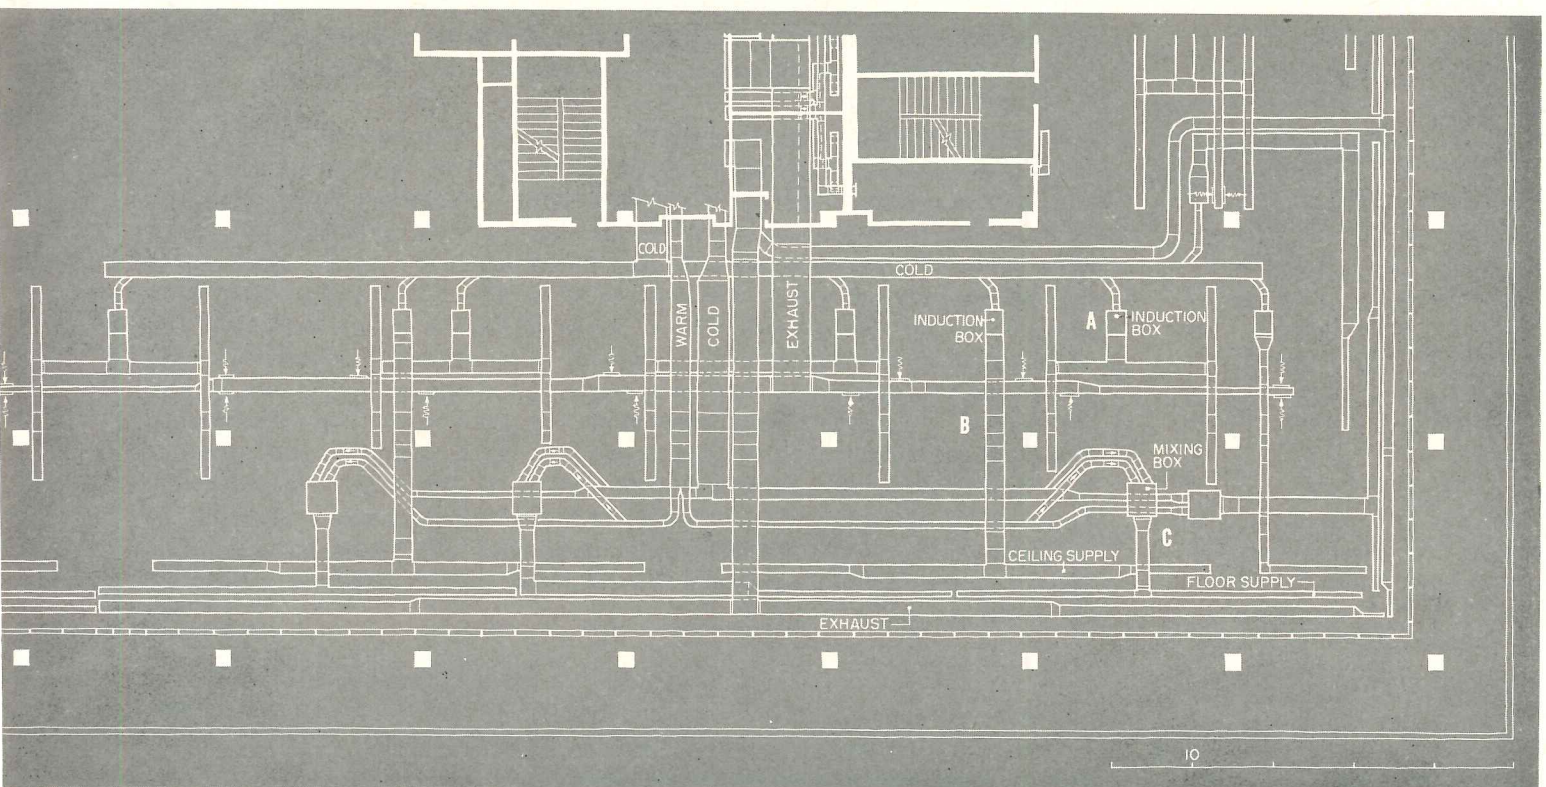 COLD
COLD
WARM
COLD
EXHAUST
INDUCTION
BOX
A
INDUCTION
BOX
B
MIXING
BOX
C
CEILING SUPPLY
FLOOR SUPPLY
EXHAUST
10